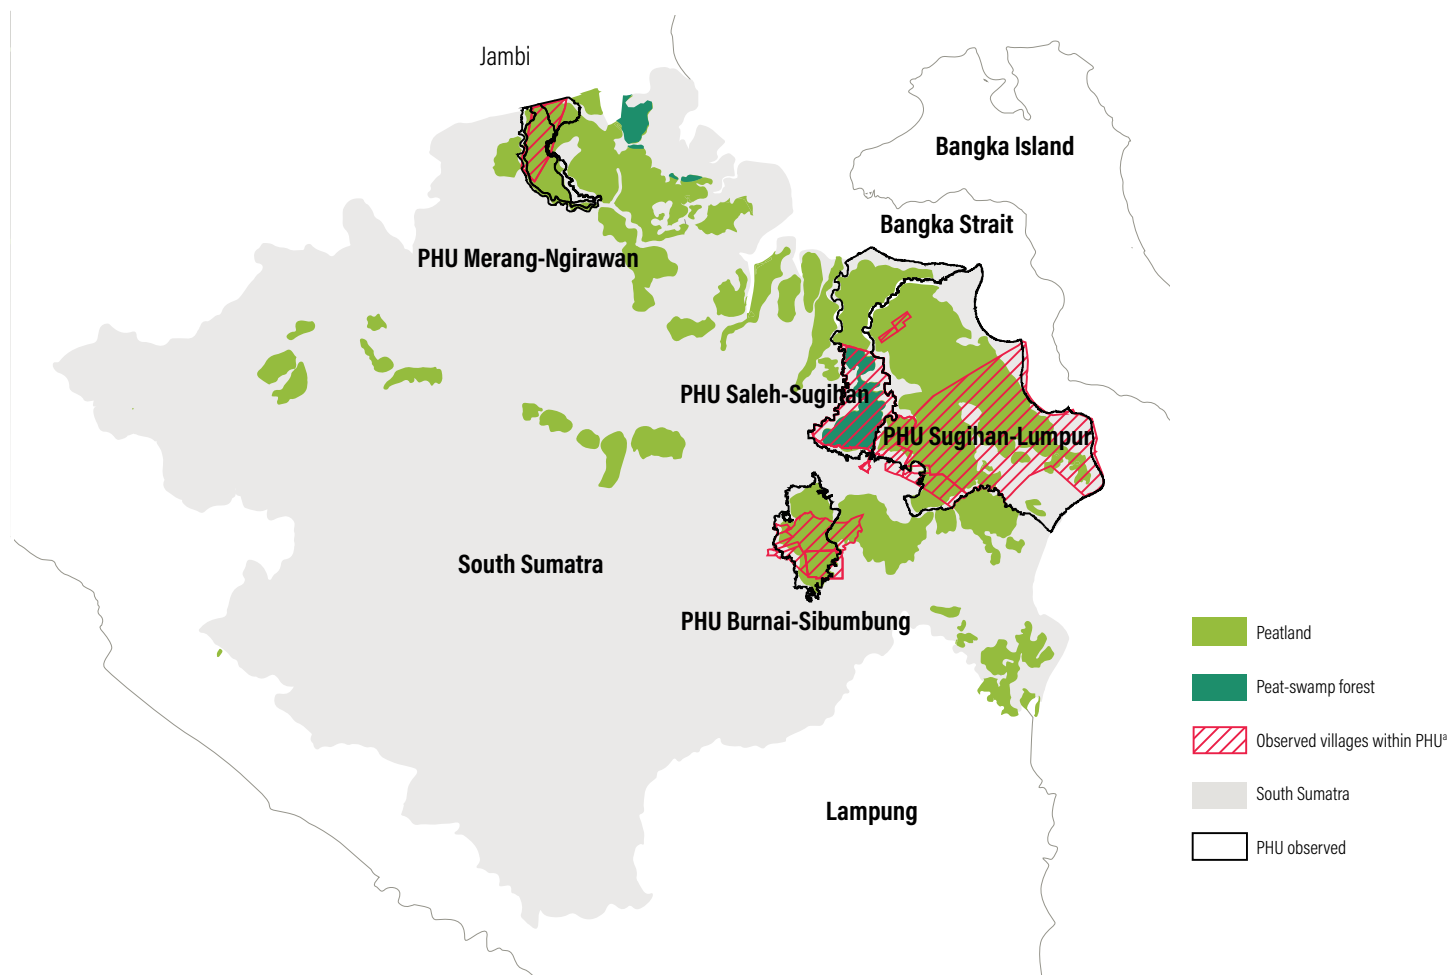 Jambi
Bangka Island
Bangka Strait
PHU Merang-Ngirawan
PHU Saleh-Sugihan
PHU Sugihan-Lumpur
South Sumatra
PHU Burnai-Sibumbung
Lampung
Peatland
Peat-swamp forest
Observed villages within PHUᵃ
South Sumatra
PHU observed